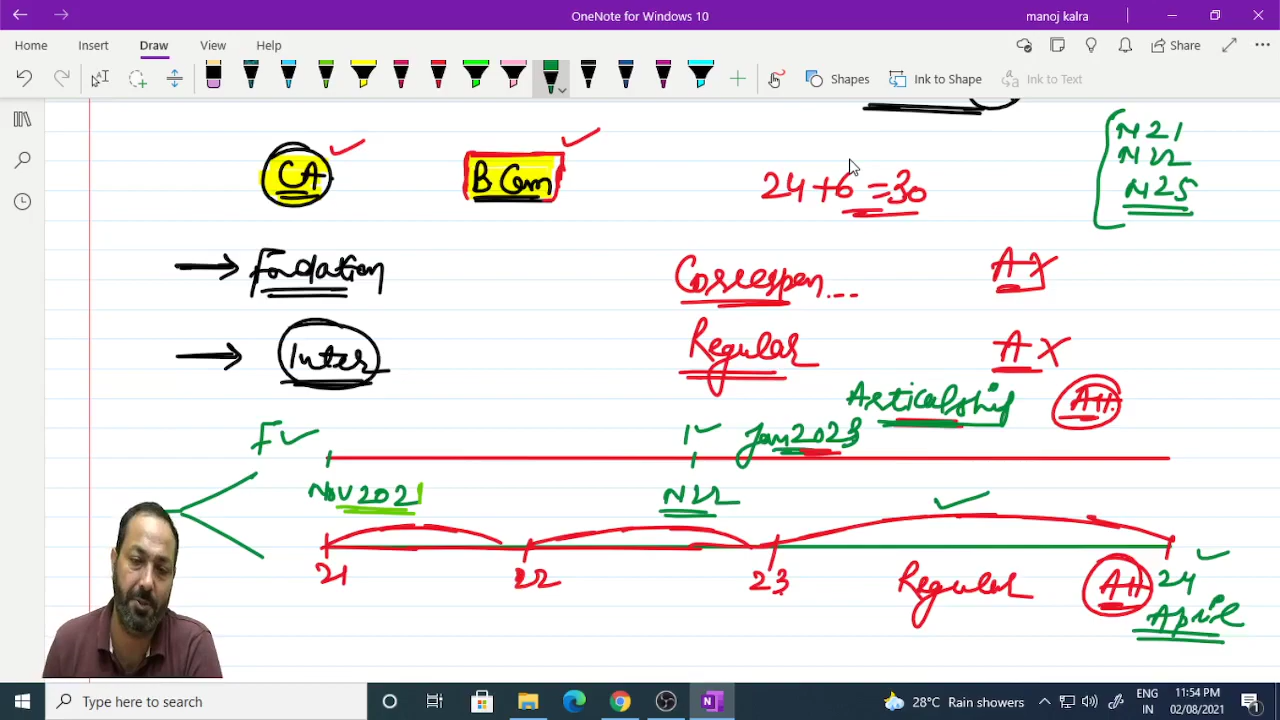 OneNote for Windows 10
manoj kalra
Home Insert Draw View Help
Share
Shapes
Ink to Shape
Ink to Text
CA
B Com
24+6=30
N 21
N 22
N 25
Fondation
Correspon...
A X
Inter
Regular
A X
Articalship
Att.
F
1
Jan 2023
Nov 2021
N 22
21
22
23
Regular
Att
24
April
Type here to search
28°C Rain showers
ENG
IN
11:54 PM
02/08/2021
1